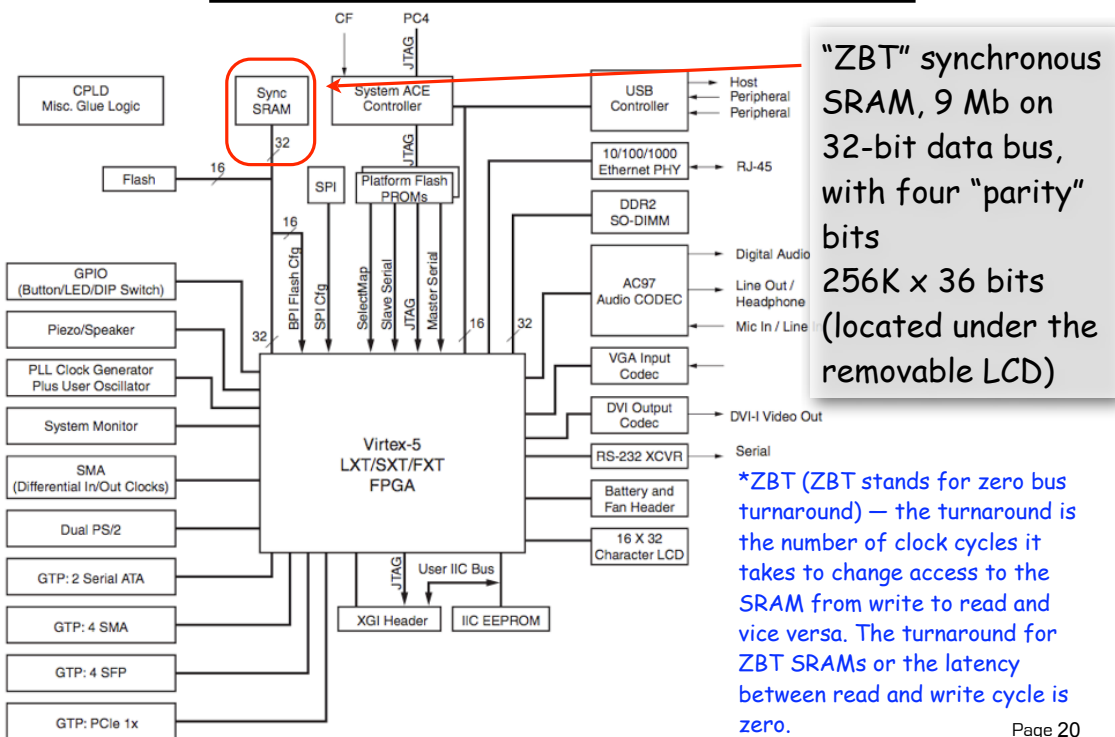 CF
PC4
JTAG
CPLD
Misc. Glue Logic
Sync
SRAM
System ACE
Controller
USB
Controller
Host
Peripheral
Peripheral
32
16
Flash
JTAG
SPI
Platform Flash
PROMs
10/100/1000
Ethernet PHY
RJ-45
DDR2
SO-DIMM
16
BPI Flash Cfg
SPI Cfg
SelectMap
Slave Serial
JTAG
Master Serial
16
32
32
AC97
Audio CODEC
Digital Audio
Line Out /
Headphone
Mic In / Line
GPIO
(Button/LED/DIP Switch)
Piezo/Speaker
PLL Clock Generator
Plus User Oscillator
System Monitor
SMA
(Differential In/Out Clocks)
Dual PS/2
GTP: 2 Serial ATA
GTP: 4 SMA
GTP: 4 SFP
GTP: PCIe 1x
Virtex-5
LXT/SXT/FXT
FPGA
VGA Input
Codec
DVI Output
Codec
DVI-I Video Out
RS-232 XCVR
Serial
Battery and
Fan Header
16 X 32
Character LCD
JTAG
User IIC Bus
XGI Header
IIC EEPROM
“ZBT” synchronous
SRAM, 9 Mb on
32-bit data bus,
with four “parity”
bits
256K x 36 bits
(located under the
removable LCD)
*ZBT (ZBT stands for zero bus
turnaround) — the turnaround is
the number of clock cycles it
takes to change access to the
SRAM from write to read and
vice versa. The turnaround for
ZBT SRAMs or the latency
between read and write cycle is
zero.
Page 20